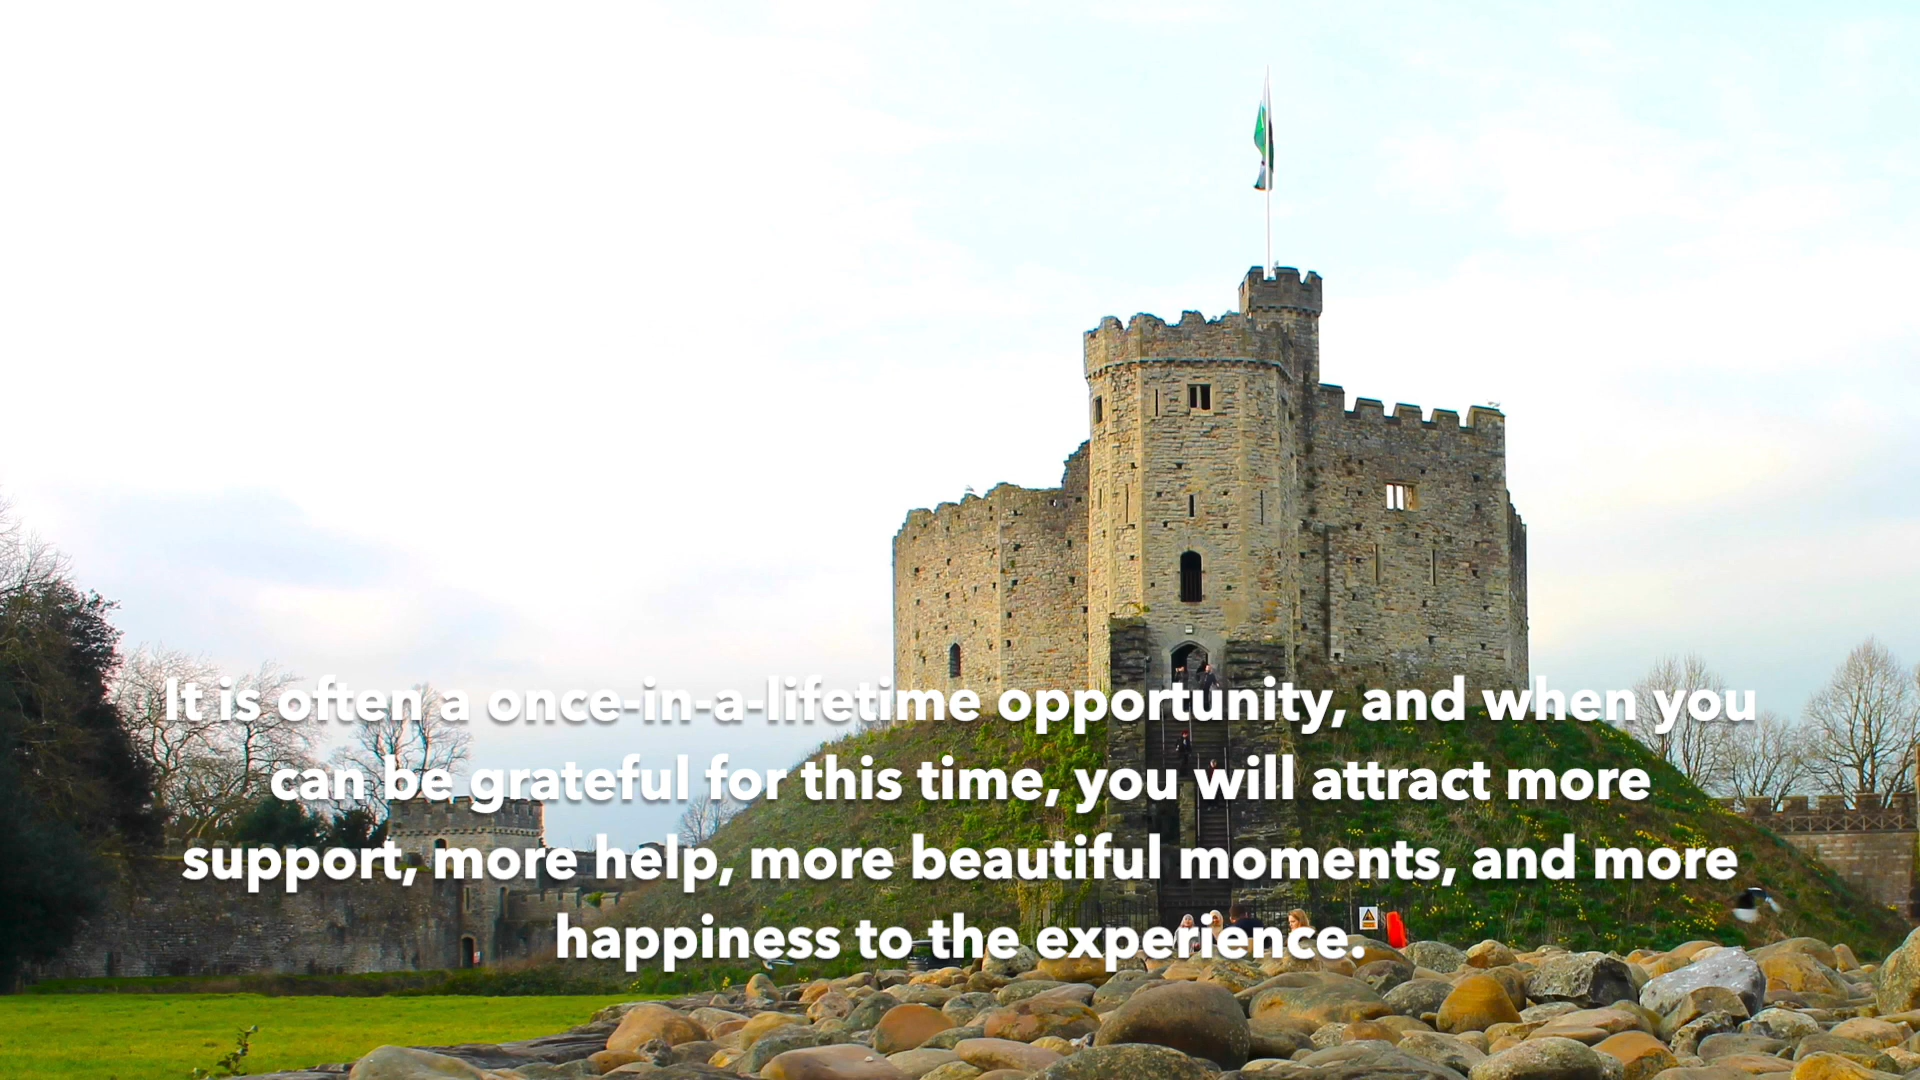 It is often a once-in-a-lifetime opportunity, and when you
can be grateful for this time, you will attract more
support, more help, more beautiful moments, and more
happiness to the experience.